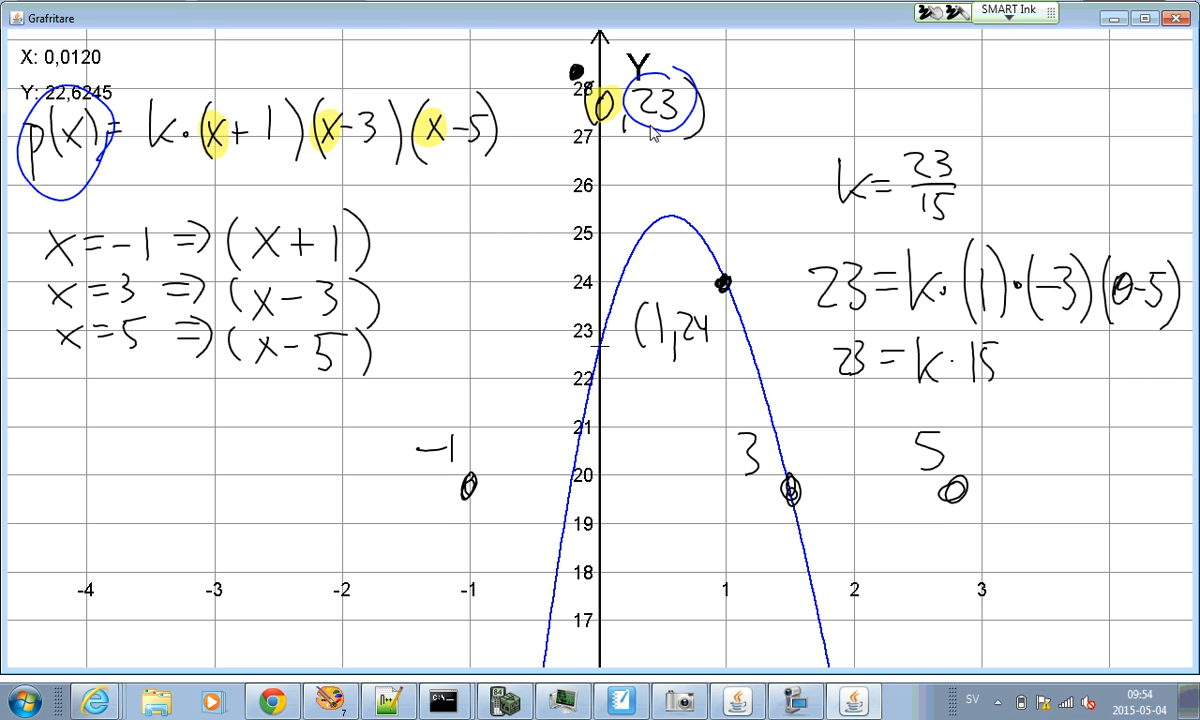 Grafritare
SMART Ink
X: 0,0120
Y: 22,6245
Y
(0, 23)
p(x) = k·(x+1)(x-3)(x-5)
k = 23/15
x = -1 => (x+1)
x = 3 => (x-3)
x = 5 => (x-5)
23 = k·(1)·(-3)(0-5)
23 = k·15
(1,24
-1
3
5
28
27
26
25
24
23
22
21
20
19
18
17
-4
-3
-2
-1
1
2
3
7
84
C:\
SV
09:54
2015-05-04